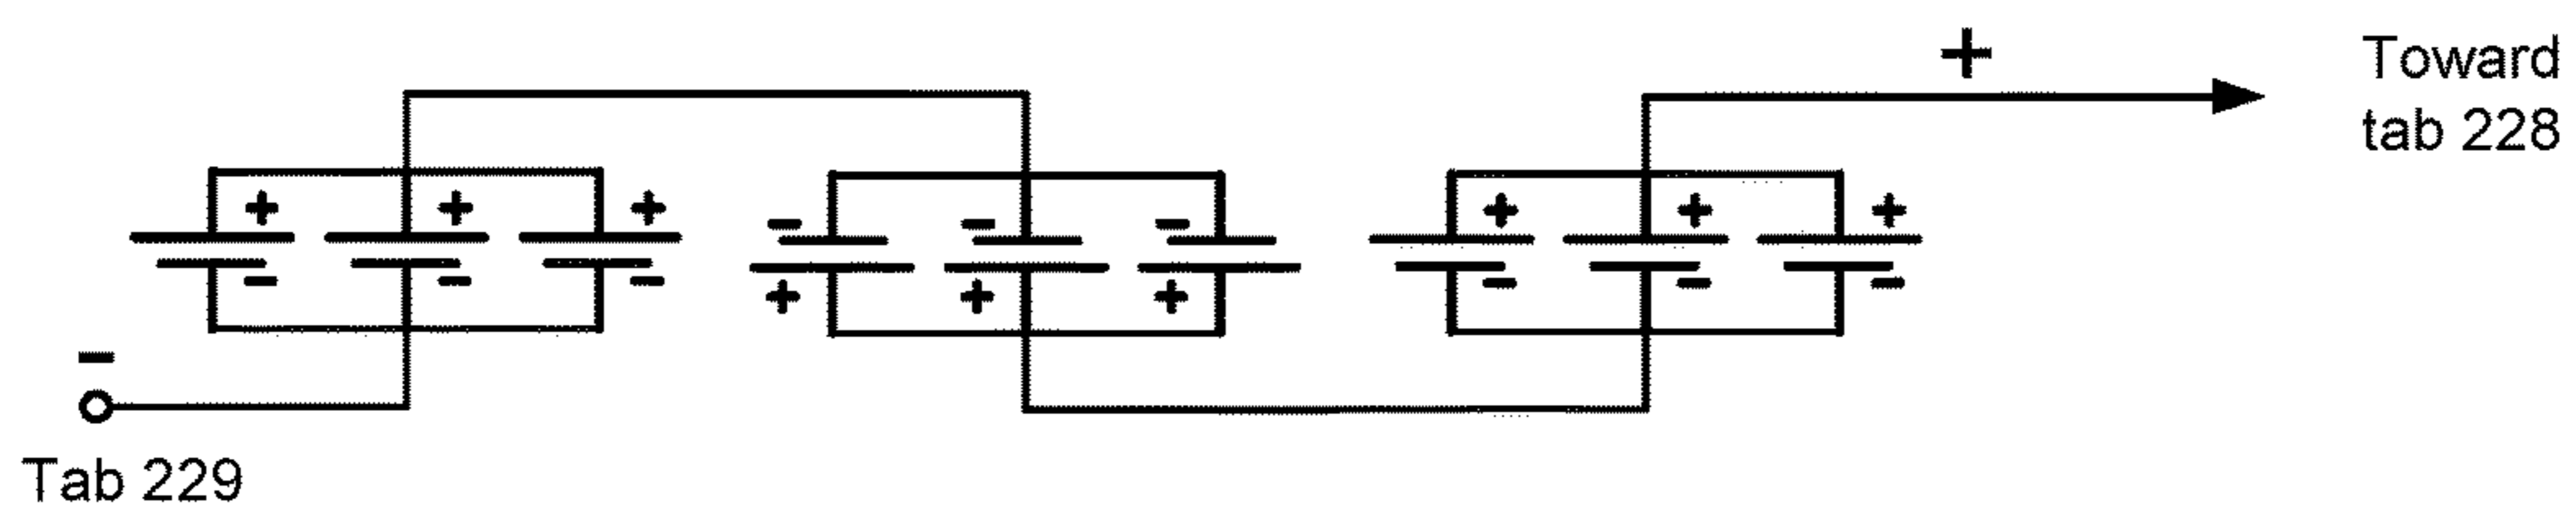 +
Toward
tab 228
+ + +
- - -
- - -
+ + +
+ + +
- - -
-
Tab 229